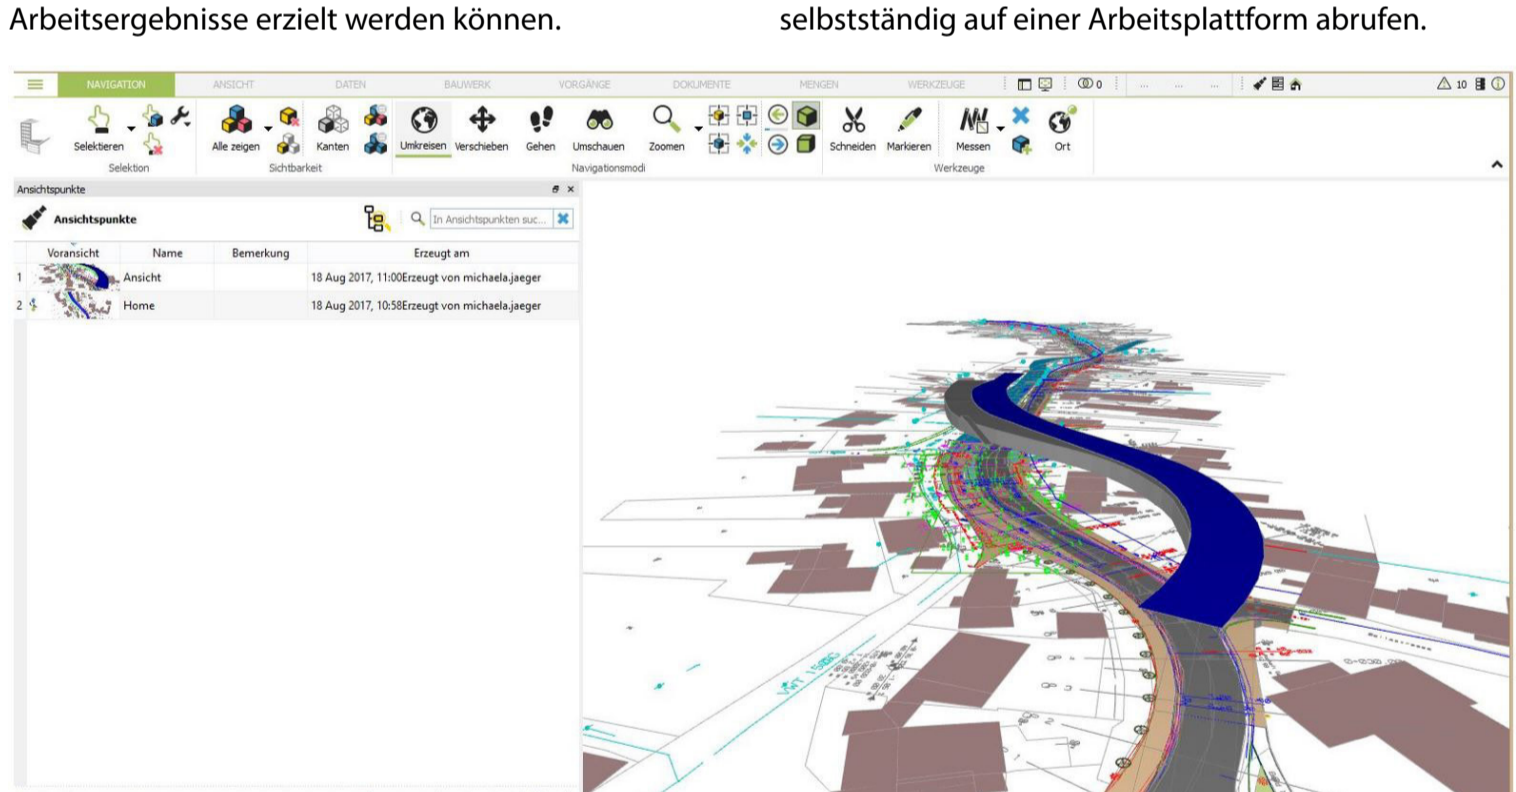 Arbeitsergebnisse erzielt werden können.
selbstständig auf einer Arbeitsplattform abrufen.
NAVIGATION ANSICHT DATEN BAUWERK VORGÄNGE DOKUMENTE MENGEN WERKZEUGE 0 ... ... ... 10
Selektieren Alle zeigen Kanten Umkreisen Verschieben Gehen Umschauen Zoomen Schneiden Markieren Messen Ort
Selektion Sichtbarkeit Navigationsmodi Werkzeuge
Ansichtspunkte
Ansichtspunkte In Ansichtspunkten suc...
Voransicht Name Bemerkung Erzeugt am
1 Ansicht 18 Aug 2017, 11:00Erzeugt von michaela.jaeger
2 Home 18 Aug 2017, 10:58Erzeugt von michaela.jaeger